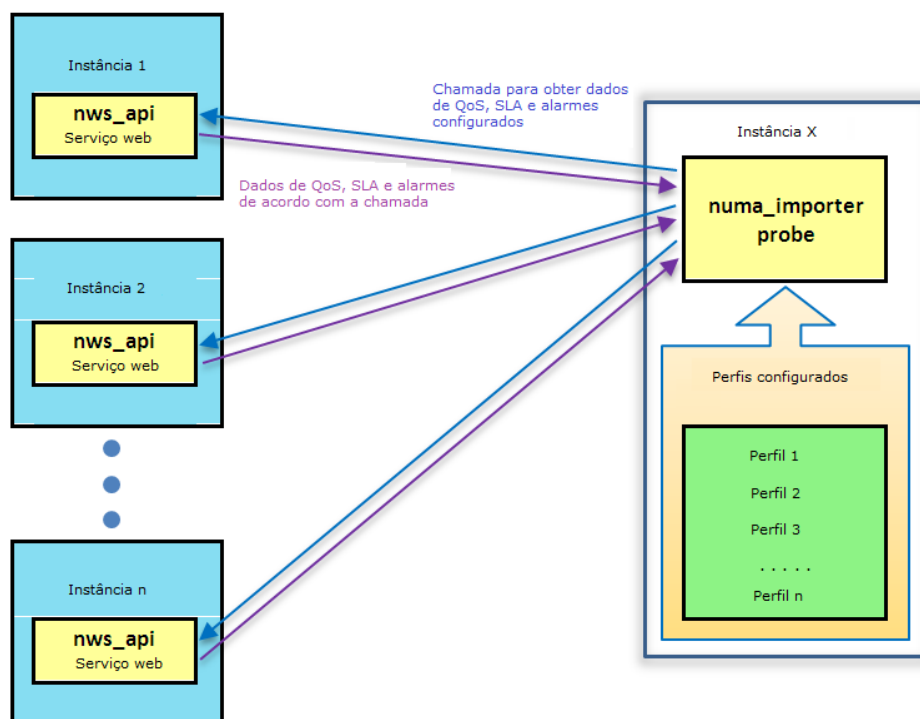 Instância 1
nws_api
Serviço web
Chamada para obter dados
de QoS, SLA e alarmes
configurados
Dados de QoS, SLA e alarmes
de acordo com a chamada
Instância X
numa_importer
probe
Instância 2
nws_api
Serviço web
Perfis configurados
Perfil 1
Perfil 2
Perfil 3
. . . . .
Perfil n
Instância n
nws_api
Serviço web